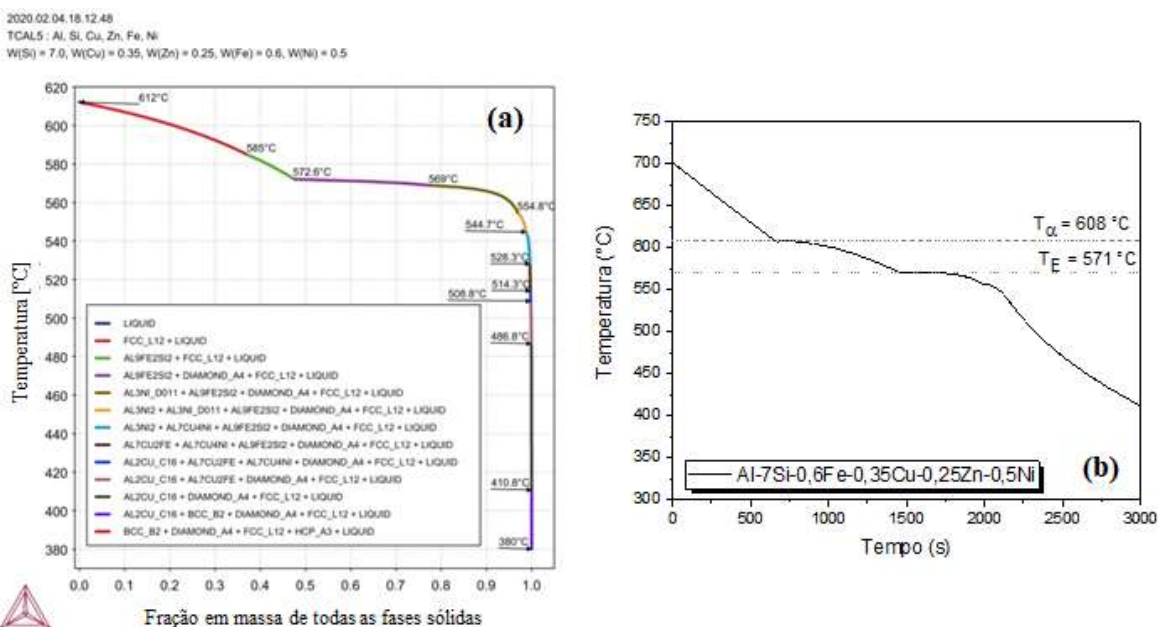 2020.02.04.18.12.48
TCAL5 : Al, Si, Cu, Zn, Fe, Ni
W(Si) = 7.0, W(Cu) = 0.35, W(Zn) = 0.25, W(Fe) = 0.6, W(Ni) = 0.5
(a)
Temperatura [°C]
620
600
580
560
540
520
500
480
460
440
420
400
380
612°C
585°C
572.6°C
569°C
554.8°C
544.7°C
528.3°C
514.3°C
508.8°C
486.8°C
410.8°C
380°C
LIQUID
FCC_L12 + LIQUID
AL9FE2SI2 + FCC_L12 + LIQUID
AL9FE2SI2 + DIAMOND_A4 + FCC_L12 + LIQUID
AL3NI_D011 + AL9FE2SI2 + DIAMOND_A4 + FCC_L12 + LIQUID
AL3NI2 + AL3NI_D011 + AL9FE2SI2 + DIAMOND_A4 + FCC_L12 + LIQUID
AL3NI2 + AL7CU4NI + AL9FE2SI2 + DIAMOND_A4 + FCC_L12 + LIQUID
AL7CU2FE + AL7CU4NI + AL9FE2SI2 + DIAMOND_A4 + FCC_L12 + LIQUID
AL2CU_C16 + AL7CU2FE + AL7CU4NI + DIAMOND_A4 + FCC_L12 + LIQUID
AL2CU_C16 + AL7CU2FE + DIAMOND_A4 + FCC_L12 + LIQUID
AL2CU_C16 + DIAMOND_A4 + FCC_L12 + LIQUID
AL2CU_C16 + BCC_B2 + DIAMOND_A4 + FCC_L12 + LIQUID
BCC_B2 + DIAMOND_A4 + FCC_L12 + HCP_A3 + LIQUID
0.0 0.1 0.2 0.3 0.4 0.5 0.6 0.7 0.8 0.9 1.0
Fração em massa de todas as fases sólidas
Temperatura (°C)
750
700
650
600
550
500
450
400
350
300
Tα = 608 °C
TE = 571 °C
Al-7Si-0,6Fe-0,35Cu-0,25Zn-0,5Ni
(b)
0 500 1000 1500 2000 2500 3000
Tempo (s)